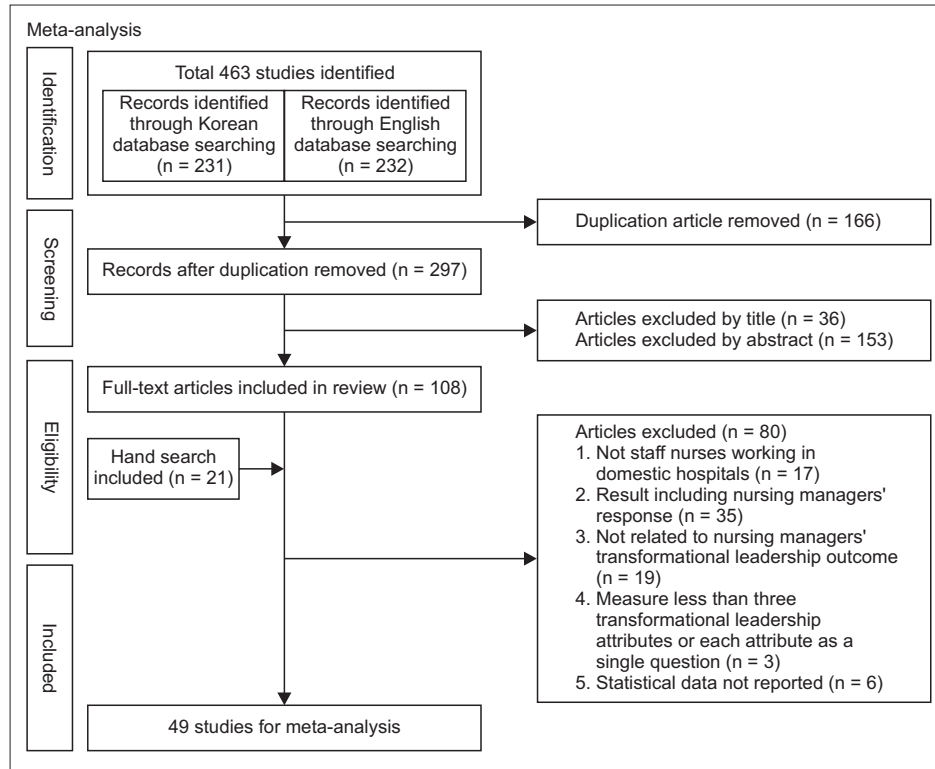 Meta-analysis
Identification
Total 463 studies identified
Records identified
through Korean
database searching
(n = 231)
Records identified
through English
database searching
(n = 232)
Duplication article removed (n = 166)
Screening
Records after duplication removed (n = 297)
Articles excluded by title (n = 36)
Articles excluded by abstract (n = 153)
Eligibility
Full-text articles included in review (n = 108)
Hand search
included (n = 21)
Articles excluded (n = 80)
1. Not staff nurses working in
domestic hospitals (n = 17)
2. Result including nursing managers'
response (n = 35)
3. Not related to nursing managers'
transformational leadership outcome
(n = 19)
4. Measure less than three
transformational leadership
attributes or each attribute as a
single question (n = 3)
5. Statistical data not reported (n = 6)
Included
49 studies for meta-analysis